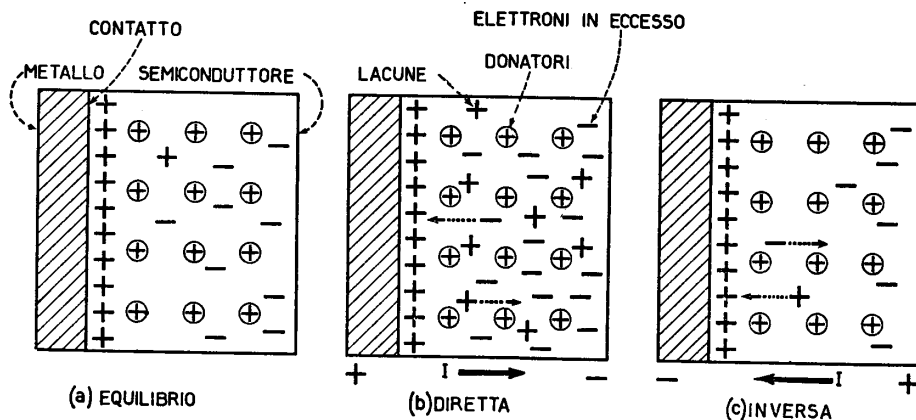 CONTATTO
METALLO
SEMICONDUTTORE
ELETTRONI IN ECCESSO
DONATORI
LACUNE
+ I −
− I +
(a) EQUILIBRIO
(b) DIRETTA
(c) INVERSA